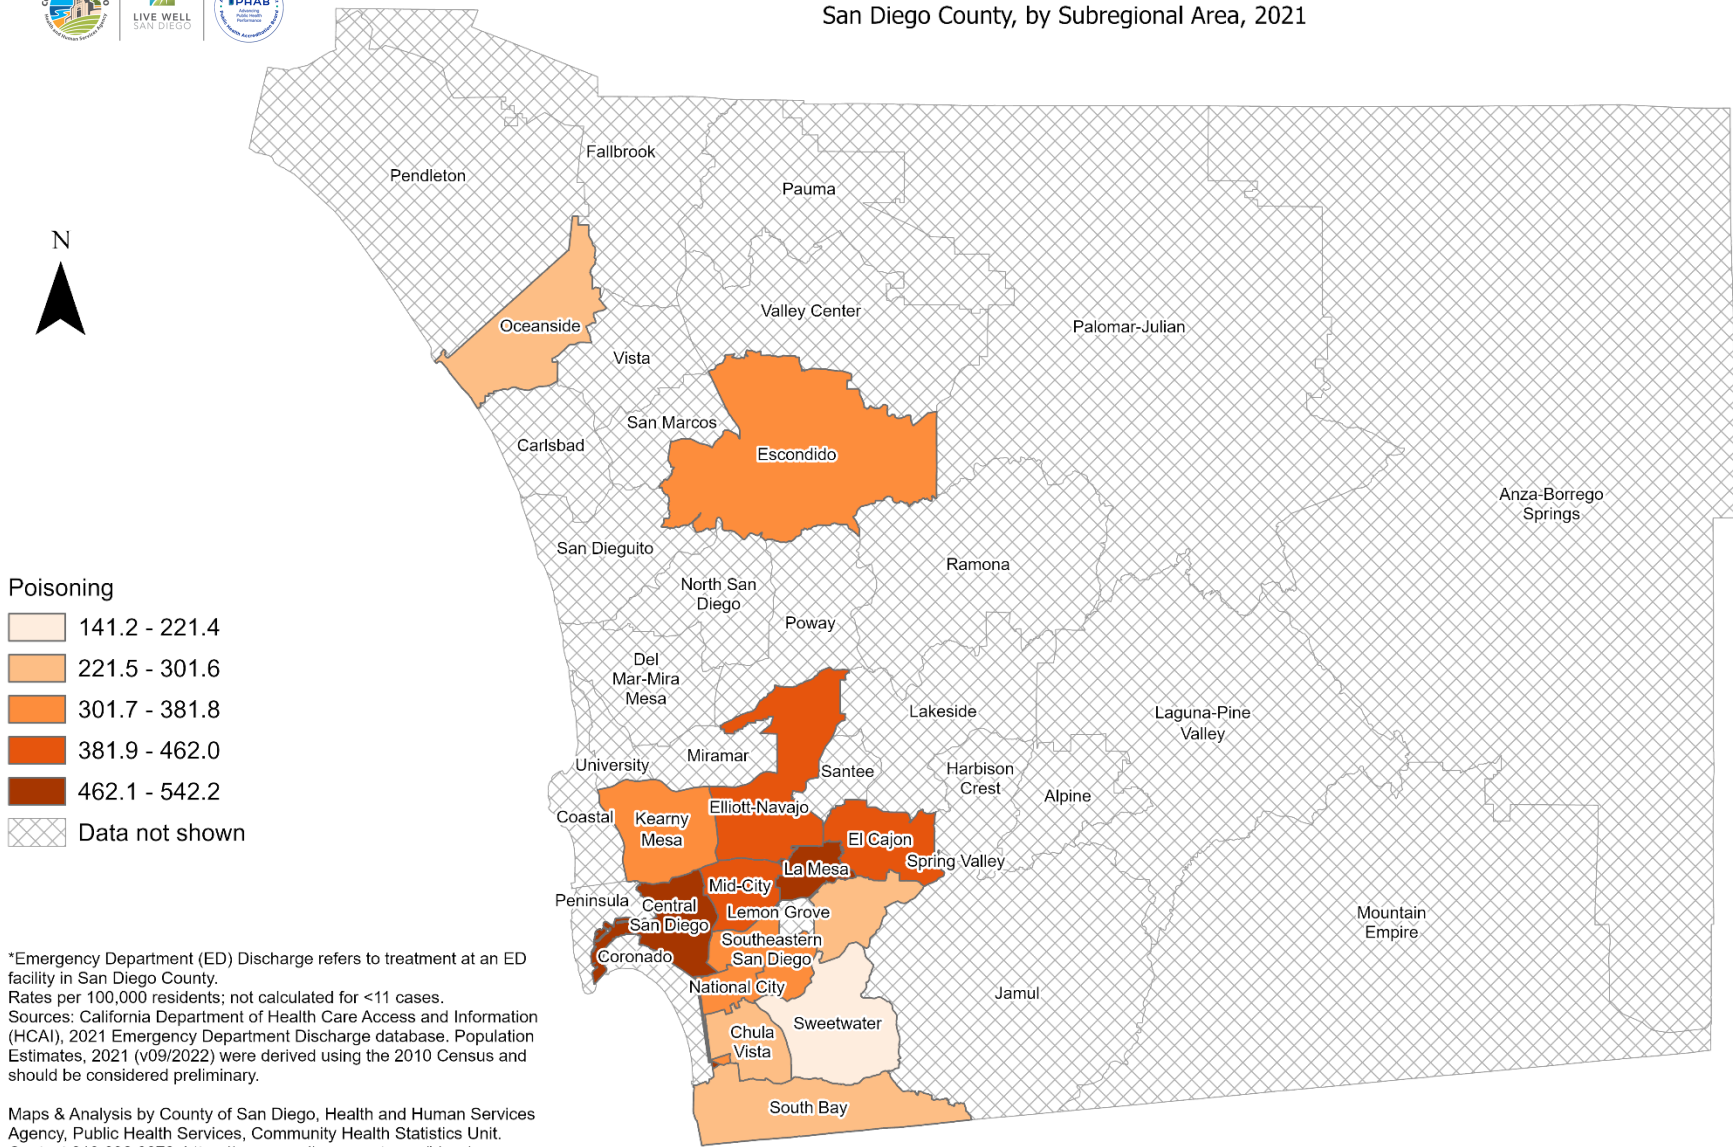 LIVE WELL
SAN DIEGO
PHAB
Advancing
Public Health
Performance
San Diego County, by Subregional Area, 2021
Fallbrook
Pendleton
Pauma
N
Valley Center
Oceanside
Palomar-Julian
Vista
San Marcos
Carlsbad
Escondido
Anza-Borrego
Springs
San Dieguito
Ramona
North San
Diego
Poway
Del
Mar-Mira
Mesa
Lakeside
Laguna-Pine
Valley
Miramar
University
Santee
Harbison
Crest
Alpine
Elliott-Navajo
Coastal
Kearny
Mesa
El Cajon
Spring Valley
La Mesa
Mid-City
Peninsula
Central
San Diego
Lemon Grove
Mountain
Empire
Southeastern
San Diego
Coronado
National City
Jamul
Sweetwater
Chula
Vista
South Bay
Poisoning
141.2 - 221.4
221.5 - 301.6
301.7 - 381.8
381.9 - 462.0
462.1 - 542.2
Data not shown
*Emergency Department (ED) Discharge refers to treatment at an ED
facility in San Diego County.
Rates per 100,000 residents; not calculated for <11 cases.
Sources: California Department of Health Care Access and Information
(HCAI), 2021 Emergency Department Discharge database. Population
Estimates, 2021 (v09/2022) were derived using the 2010 Census and
should be considered preliminary.
Maps & Analysis by County of San Diego, Health and Human Services
Agency, Public Health Services, Community Health Statistics Unit.